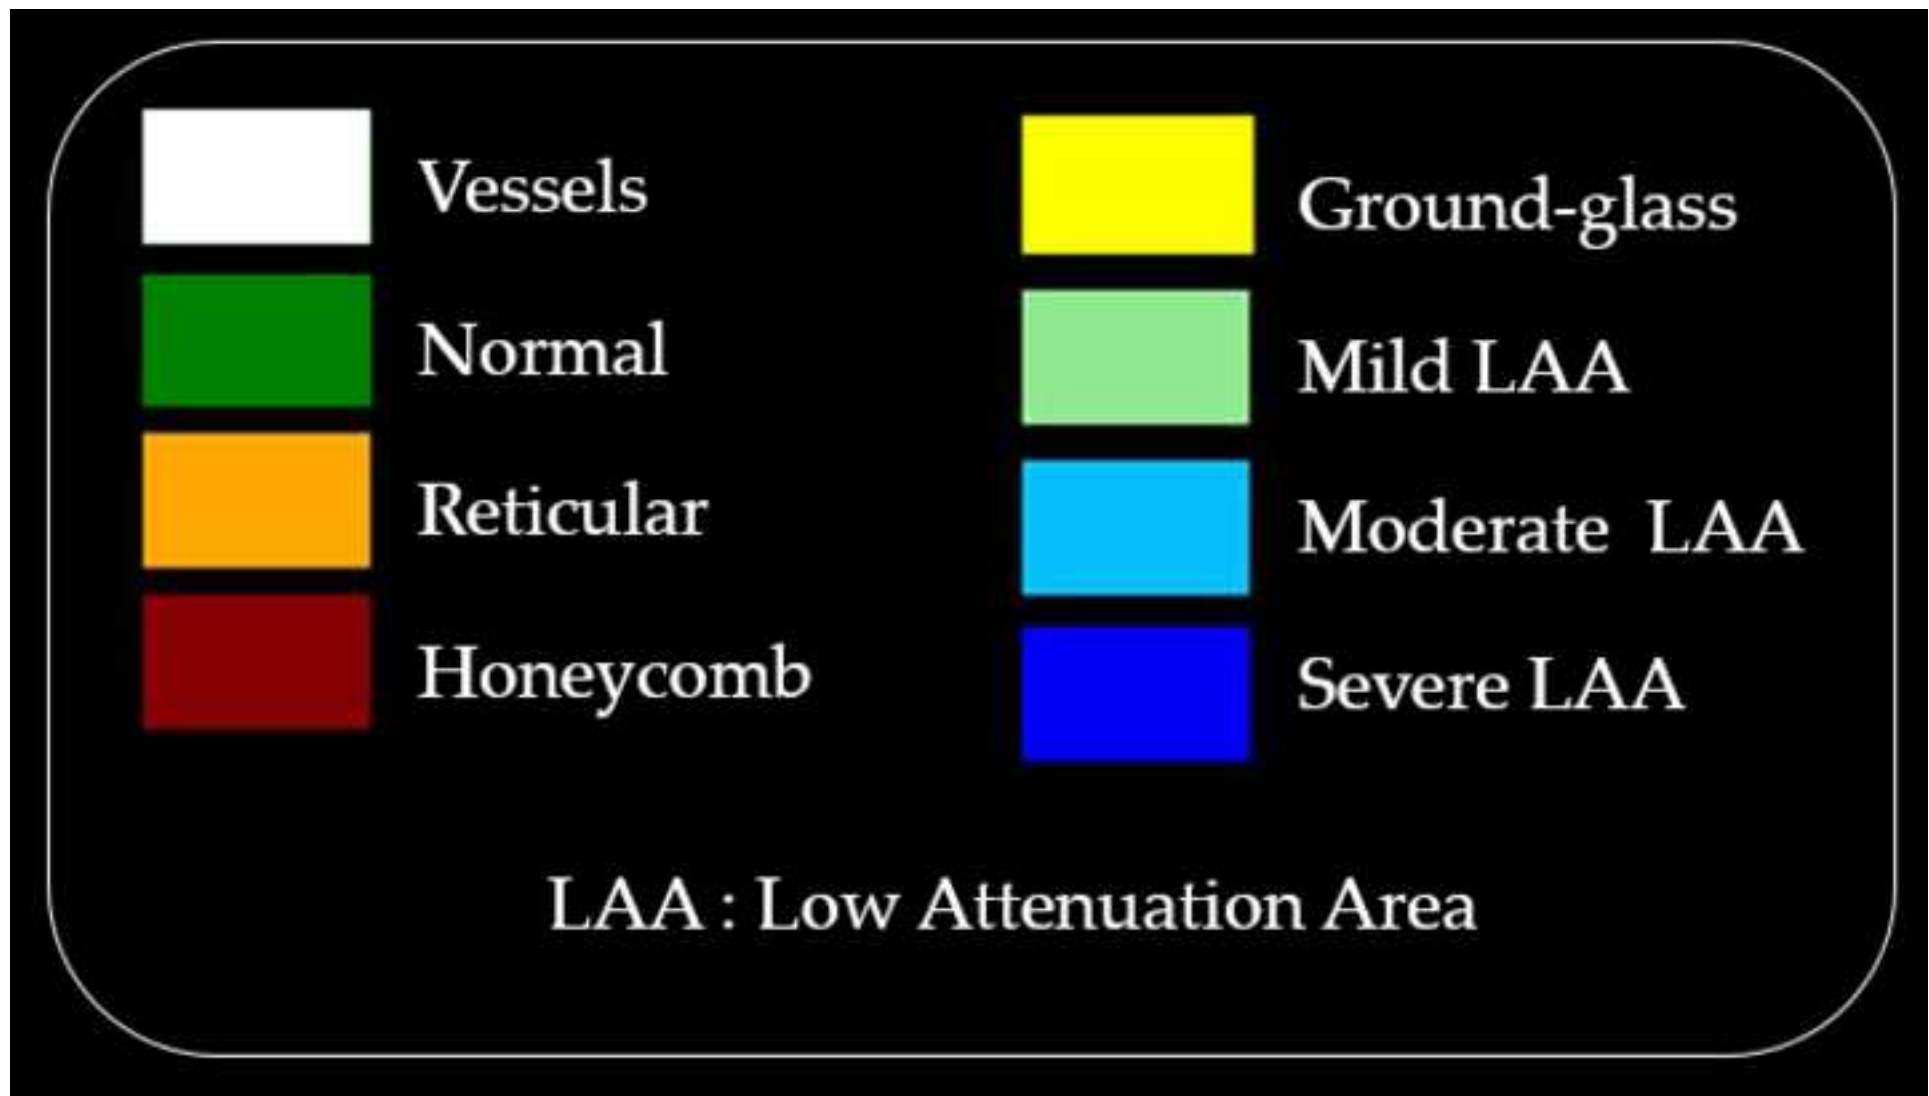 Vessels
Normal
Reticular
Honeycomb
Ground-glass
Mild LAA
Moderate LAA
Severe LAA
LAA : Low Attenuation Area